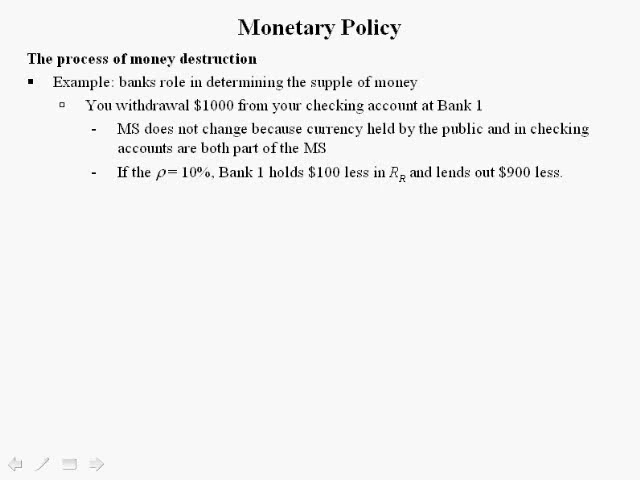 Monetary Policy
The process of money destruction
▪ Example: banks role in determining the supple of money
▫ You withdrawal $1000 from your checking account at Bank 1
- MS does not change because currency held by the public and in checking
accounts are both part of the MS
- If the ρ = 10%, Bank 1 holds $100 less in R_R and lends out $900 less.